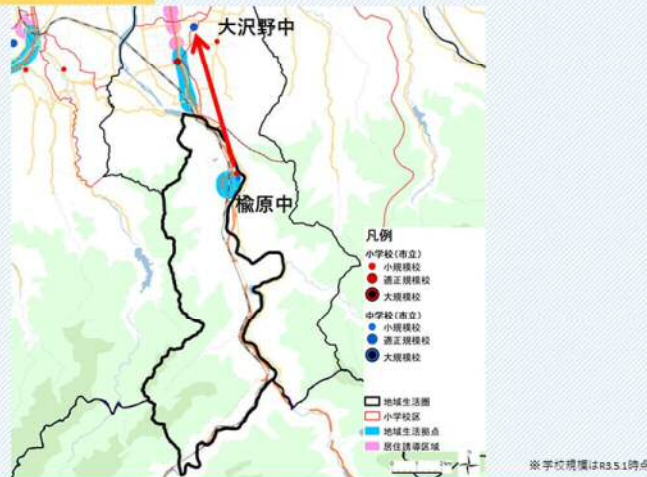 大沢野中
楡原中
凡例
小学校(市立)
小規模校
適正規模校
大規模校
中学校(市立)
小規模校
適正規模校
大規模校
地域生活圏
小学校区
地域生活拠点
居住誘導区域
※学校規模はR3.5.1時点